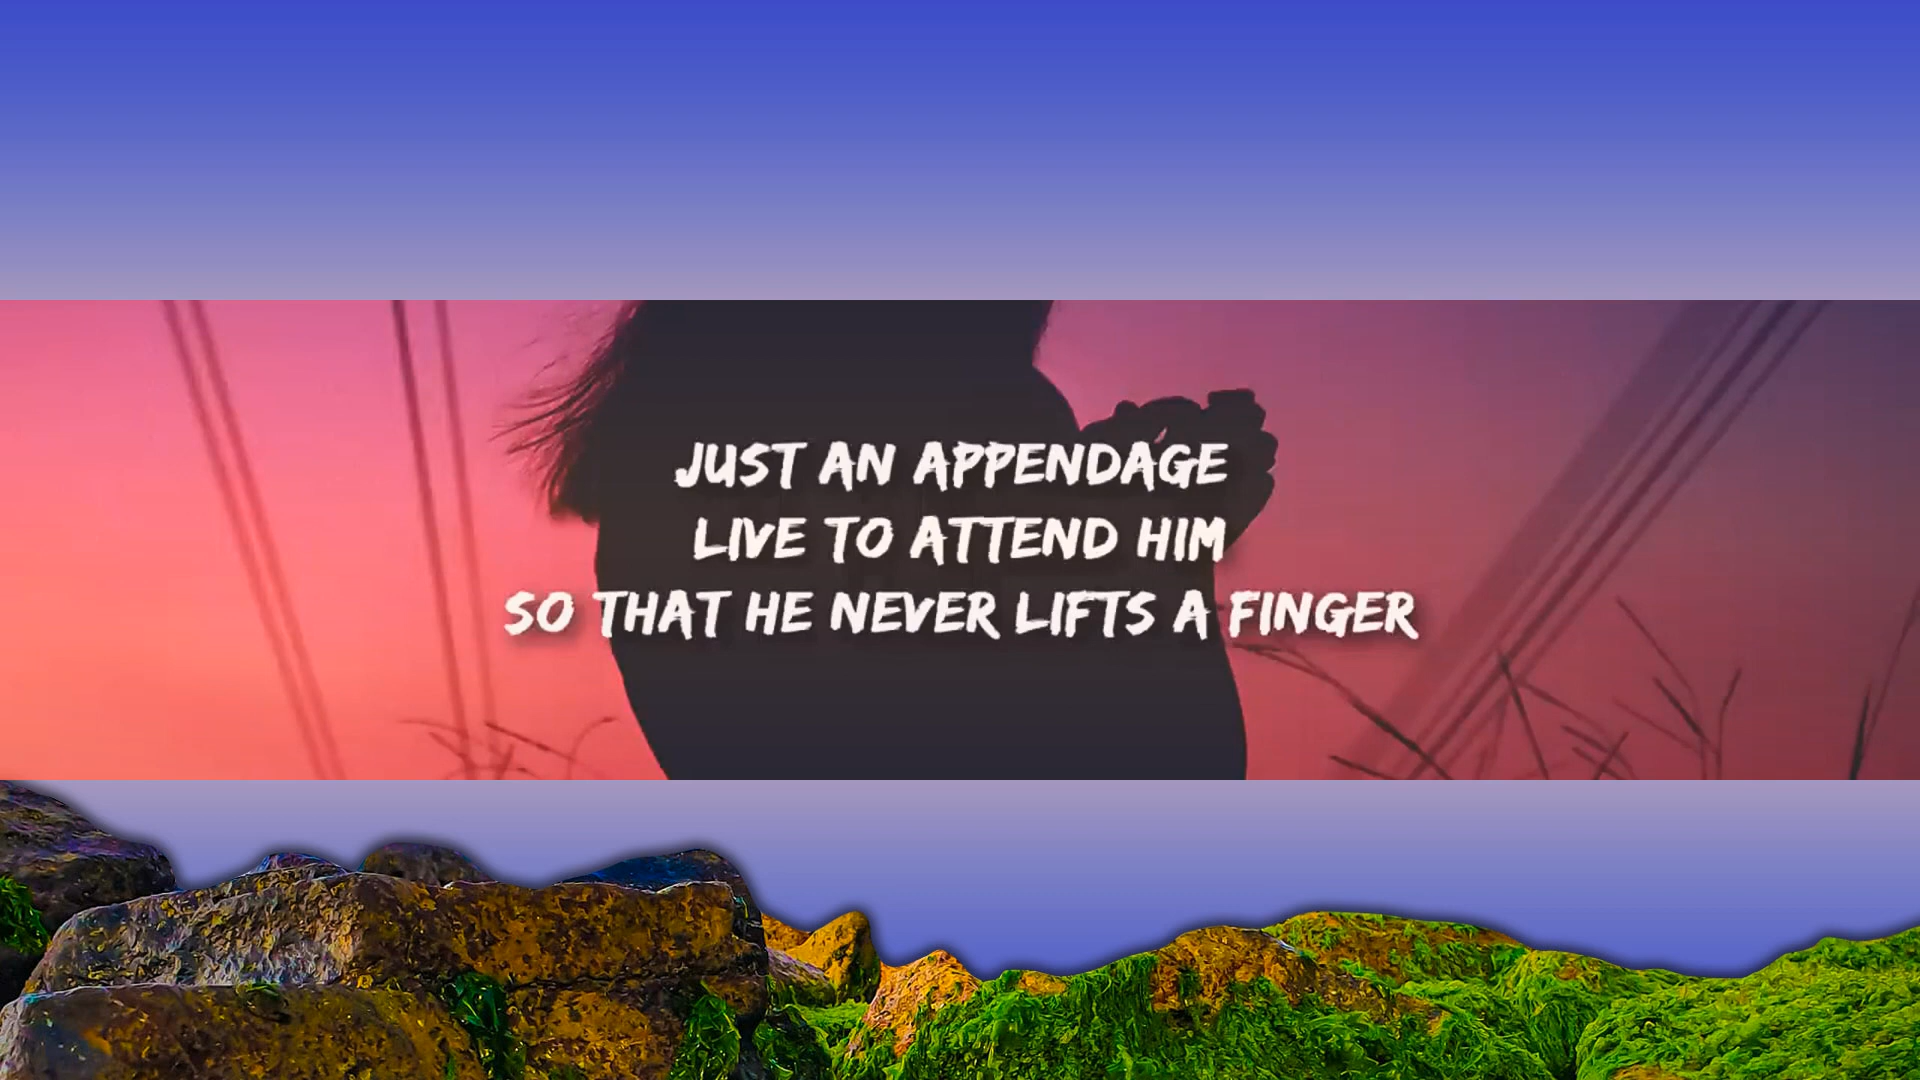 JUST AN APPENDAGE
LIVE TO ATTEND HIM
SO THAT HE NEVER LIFTS A FINGER